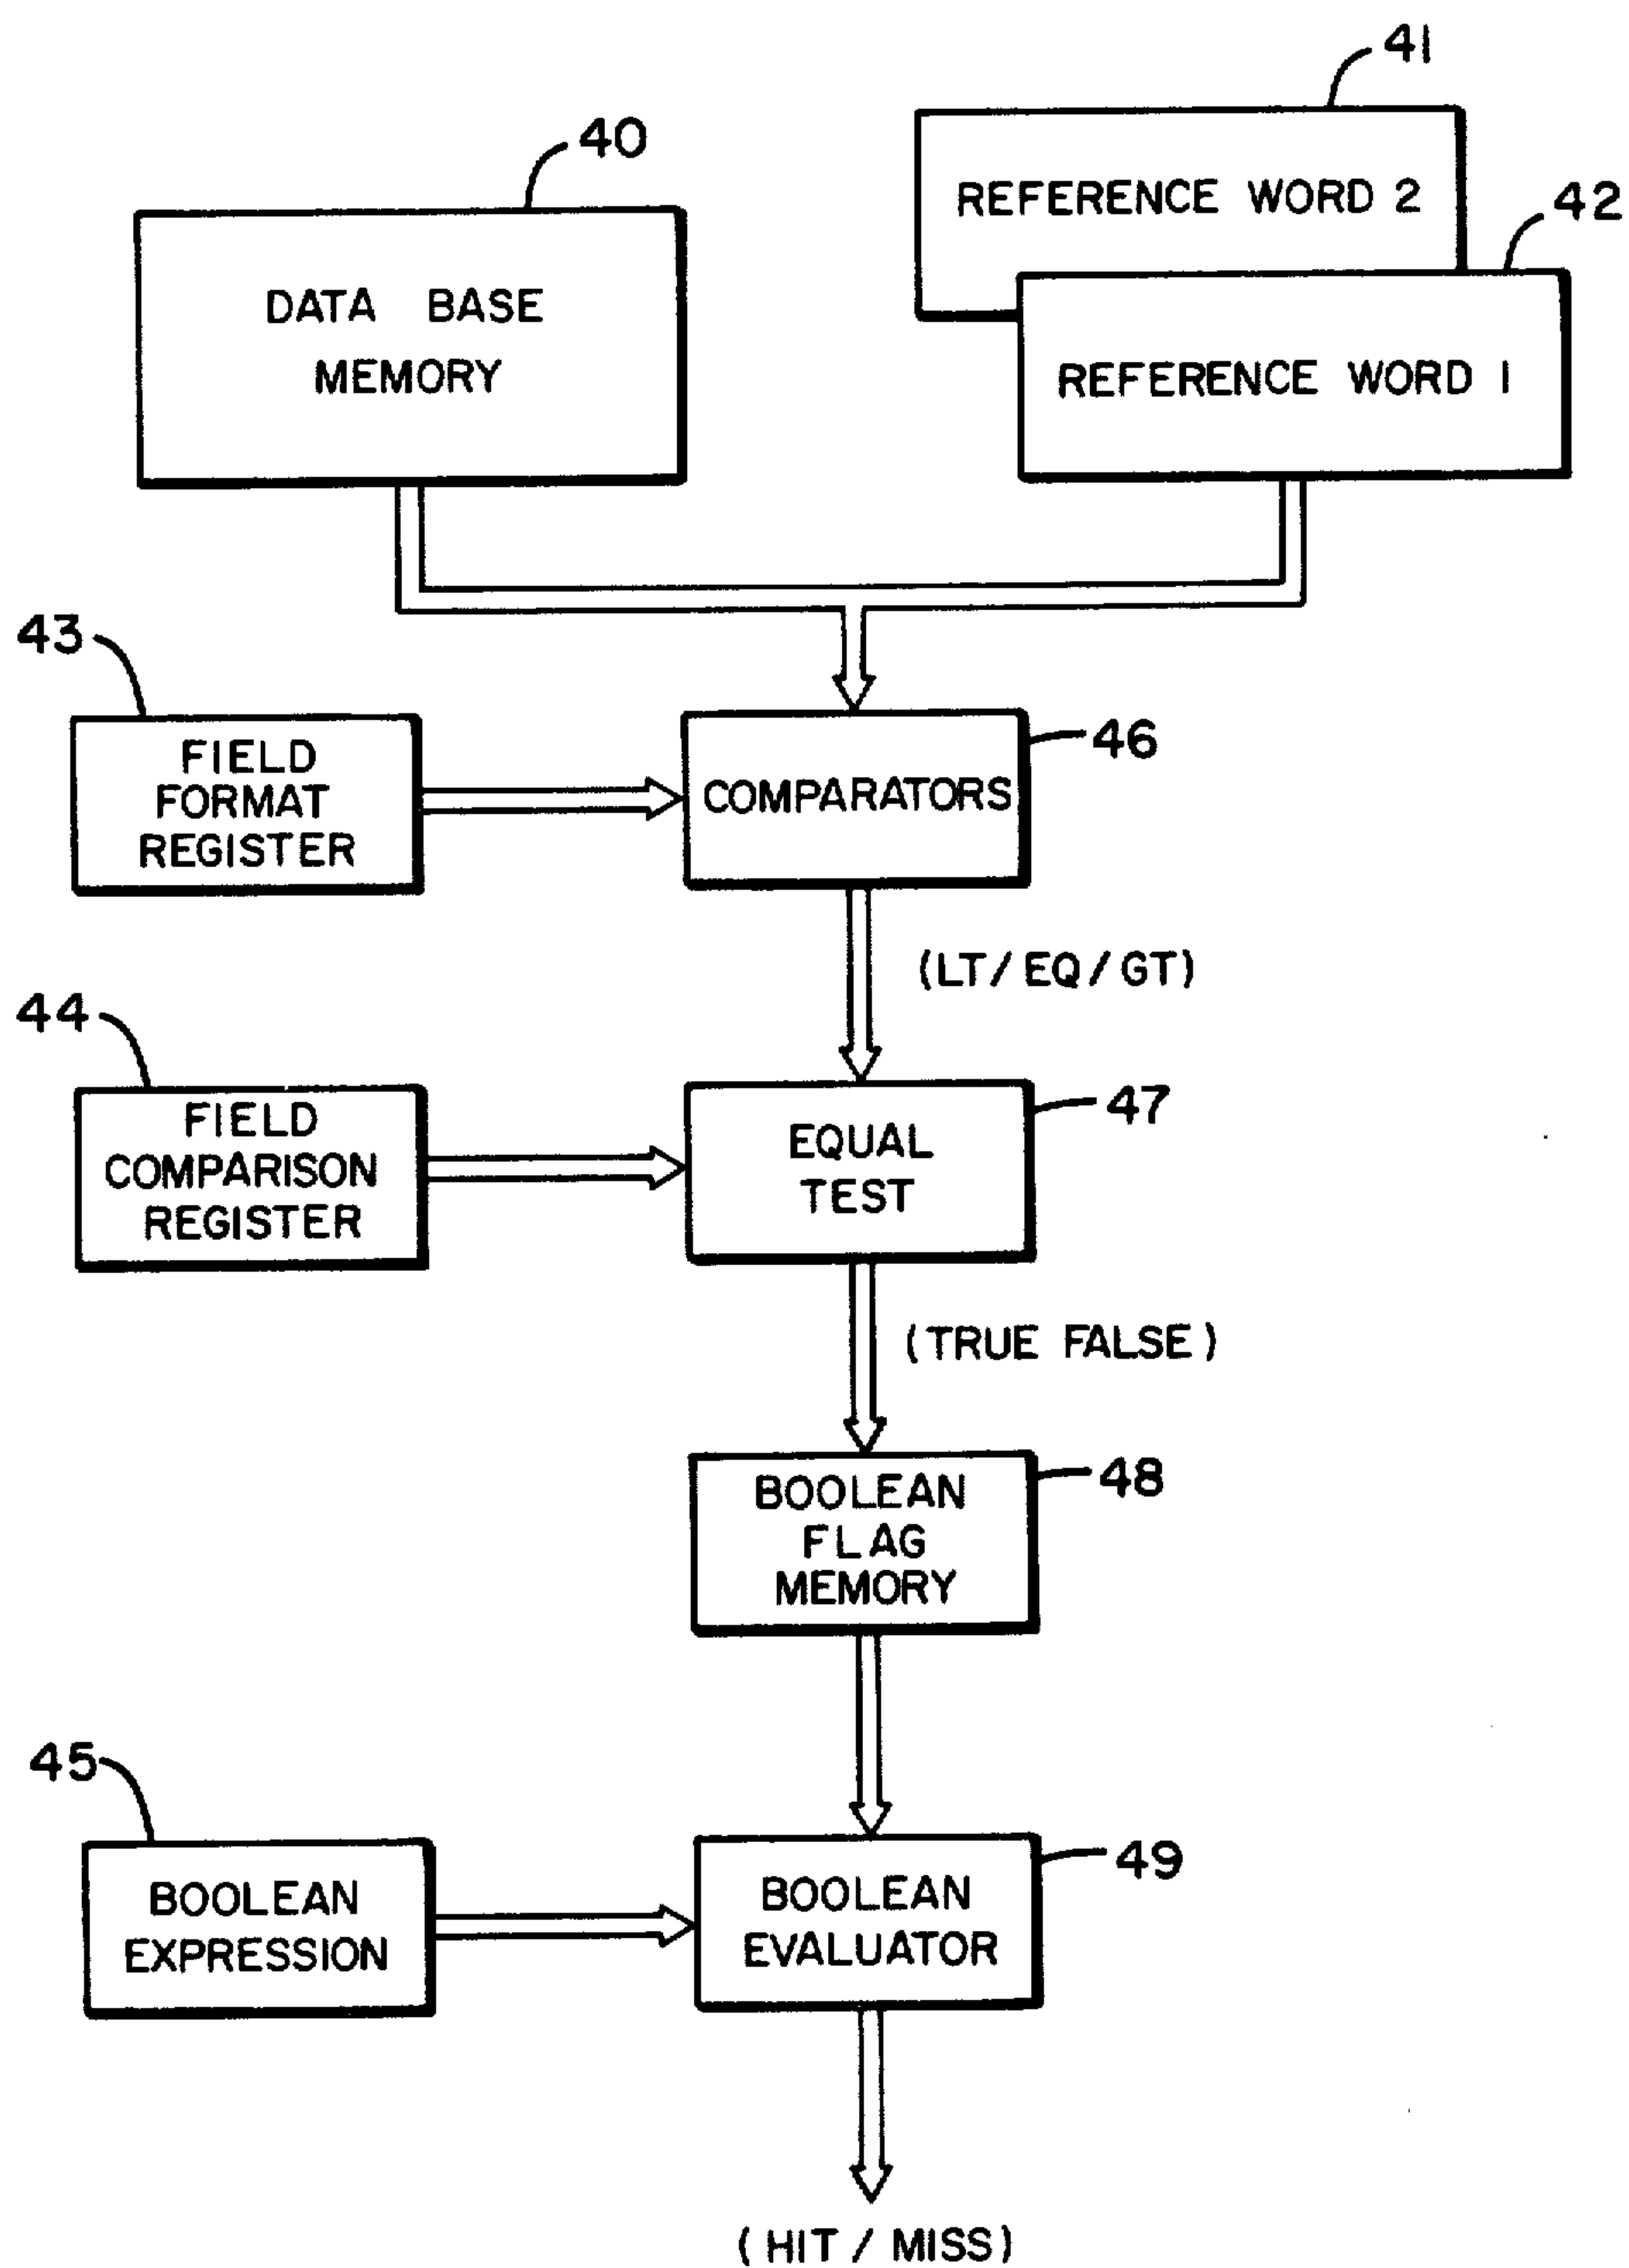 41
40
REFERENCE WORD 2
42
DATA BASE
MEMORY
REFERENCE WORD 1
43
FIELD
FORMAT
REGISTER
46
COMPARATORS
(LT/EQ/GT)
44
FIELD
COMPARISON
REGISTER
47
EQUAL
TEST
(TRUE FALSE)
48
BOOLEAN
FLAG
MEMORY
45
BOOLEAN
EXPRESSION
49
BOOLEAN
EVALUATOR
(HIT / MISS)